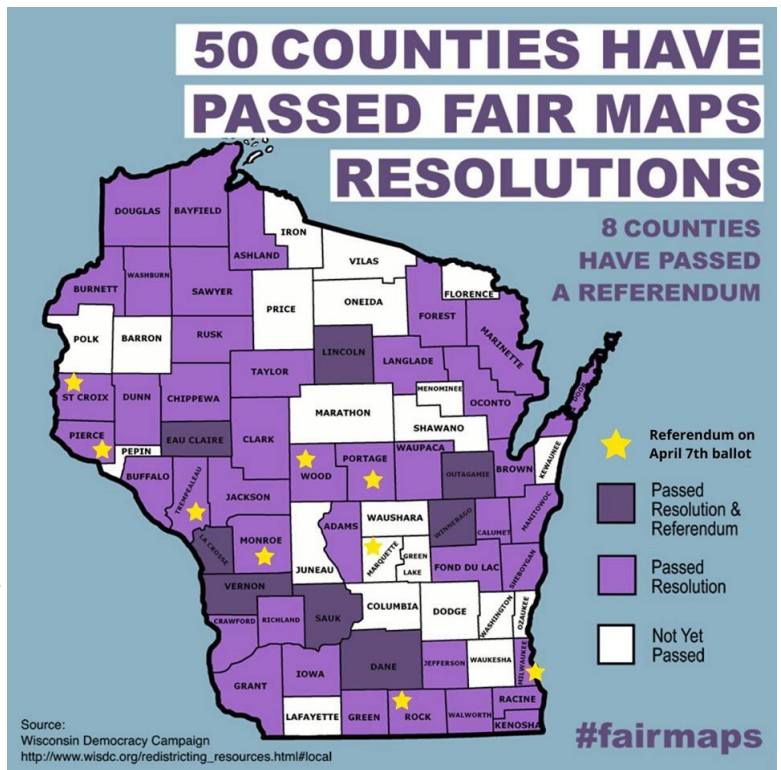 50 COUNTIES HAVE
PASSED FAIR MAPS
RESOLUTIONS
8 COUNTIES
HAVE PASSED
A REFERENDUM
DOUGLAS
BAYFIELD
IRON
ASHLAND
VILAS
WASHBURN
BURNETT
SAWYER
FLORENCE
ONEIDA
PRICE
FOREST
POLK
BARRON
RUSK
MARINETTE
LINCOLN
LANGLADE
TAYLOR
MENOMINEE
DOOR
ST CROIX
DUNN
CHIPPEWA
OCONTO
MARATHON
SHAWANO
PIERCE
EAU CLAIRE
CLARK
PEPIN
WAUPACA
PORTAGE
KEWAUNEE
BUFFALO
TREMPEALEAU
WOOD
OUTAGAMIE
BROWN
JACKSON
ADAMS
WAUSHARA
WINNEBAGO
CALUMET
MANITOWOC
LA CROSSE
MONROE
JUNEAU
MARQUETTE
GREEN
LAKE
FOND DU LAC
SHEBOYGAN
VERNON
COLUMBIA
DODGE
WASHINGTON
OZAUKEE
CRAWFORD
RICHLAND
SAUK
DANE
JEFFERSON
WAUKESHA
MILWAUKEE
GRANT
IOWA
LAFAYETTE
GREEN
ROCK
WALWORTH
RACINE
KENOSHA
Referendum on
April 7th ballot
Passed
Resolution &
Referendum
Passed
Resolution
Not Yet
Passed
Source:
Wisconsin Democracy Campaign
http://www.wisdc.org/redistricting_resources.html#local
#fairmaps